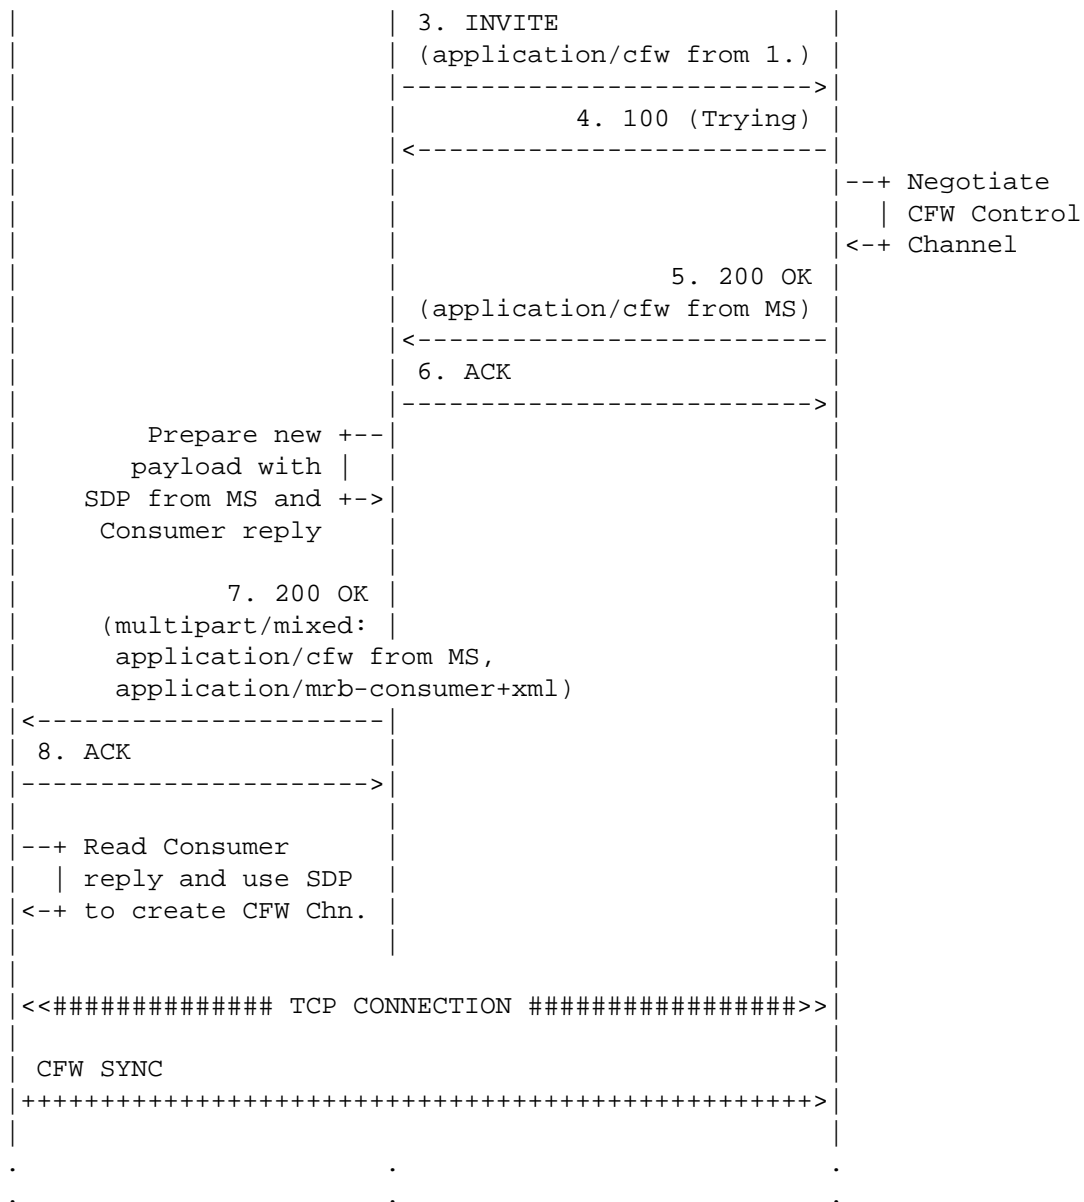 3. INVITE
(application/cfw from 1.)
4. 100 (Trying)
Negotiate
CFW Control
Channel
5. 200 OK
(application/cfw from MS)
6. ACK
Prepare new
payload with
SDP from MS and
Consumer reply
7. 200 OK
(multipart/mixed:
application/cfw from MS,
application/mrb-consumer+xml)
8. ACK
Read Consumer
reply and use SDP
to create CFW Chn.
<<############## TCP CONNECTION #################>>
CFW SYNC